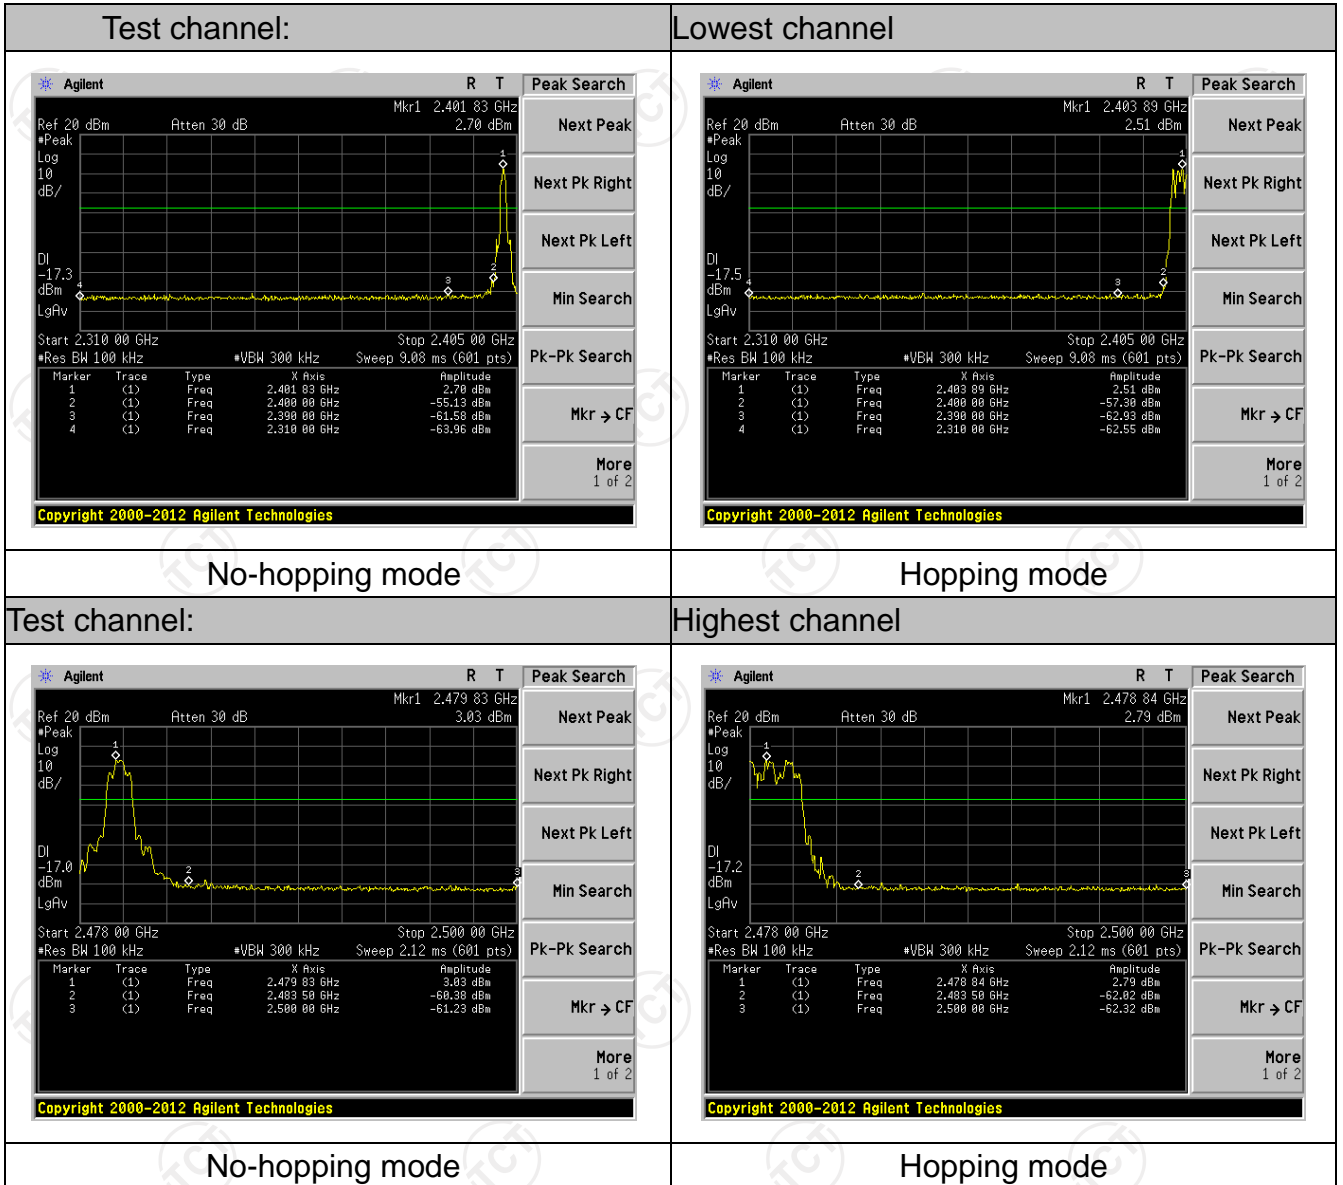 Test channel: Lowest channel
Agilent R T Peak Search
Mkr1 2.401 83 GHz
Ref 20 dBm Atten 30 dB 2.70 dBm Next Peak
#Peak
Log
10
dB/
1
Next Pk Right
Next Pk Left
DI
-17.3
dBm
LgAv
4 3 2
Min Search
Start 2.310 00 GHz Stop 2.405 00 GHz
#Res BW 100 kHz #VBW 300 kHz Sweep 9.08 ms (601 pts) Pk-Pk Search
Marker Trace Type X Axis Amplitude
1 (1) Freq 2.401 83 GHz 2.70 dBm
2 (1) Freq 2.400 00 GHz -55.13 dBm
3 (1) Freq 2.390 00 GHz -61.58 dBm
4 (1) Freq 2.310 00 GHz -63.96 dBm
Mkr → CF
More
1 of 2
Copyright 2000-2012 Agilent Technologies
Agilent R T Peak Search
Mkr1 2.403 89 GHz
Ref 20 dBm Atten 30 dB 2.51 dBm Next Peak
#Peak
Log
10
dB/
1
Next Pk Right
Next Pk Left
DI
-17.5
dBm
LgAv
4 3 2
Min Search
Start 2.310 00 GHz Stop 2.405 00 GHz
#Res BW 100 kHz #VBW 300 kHz Sweep 9.08 ms (601 pts) Pk-Pk Search
Marker Trace Type X Axis Amplitude
1 (1) Freq 2.403 89 GHz 2.51 dBm
2 (1) Freq 2.400 00 GHz -57.30 dBm
3 (1) Freq 2.390 00 GHz -62.93 dBm
4 (1) Freq 2.310 00 GHz -62.55 dBm
Mkr → CF
More
1 of 2
Copyright 2000-2012 Agilent Technologies
No-hopping mode Hopping mode
Test channel: Highest channel
Agilent R T Peak Search
Mkr1 2.479 83 GHz
Ref 20 dBm Atten 30 dB 3.03 dBm Next Peak
#Peak
Log
10
dB/
1
Next Pk Right
Next Pk Left
DI
-17.0
dBm
LgAv
2 3
Min Search
Start 2.478 00 GHz Stop 2.500 00 GHz
#Res BW 100 kHz #VBW 300 kHz Sweep 2.12 ms (601 pts) Pk-Pk Search
Marker Trace Type X Axis Amplitude
1 (1) Freq 2.479 83 GHz 3.03 dBm
2 (1) Freq 2.483 50 GHz -60.38 dBm
3 (1) Freq 2.500 00 GHz -61.23 dBm
Mkr → CF
More
1 of 2
Copyright 2000-2012 Agilent Technologies
Agilent R T Peak Search
Mkr1 2.478 84 GHz
Ref 20 dBm Atten 30 dB 2.79 dBm Next Peak
#Peak
Log
10
dB/
1
Next Pk Right
Next Pk Left
DI
-17.2
dBm
LgAv
2 3
Min Search
Start 2.478 00 GHz Stop 2.500 00 GHz
#Res BW 100 kHz #VBW 300 kHz Sweep 2.12 ms (601 pts) Pk-Pk Search
Marker Trace Type X Axis Amplitude
1 (1) Freq 2.478 84 GHz 2.79 dBm
2 (1) Freq 2.483 50 GHz -62.02 dBm
3 (1) Freq 2.500 00 GHz -62.32 dBm
Mkr → CF
More
1 of 2
Copyright 2000-2012 Agilent Technologies
No-hopping mode Hopping mode